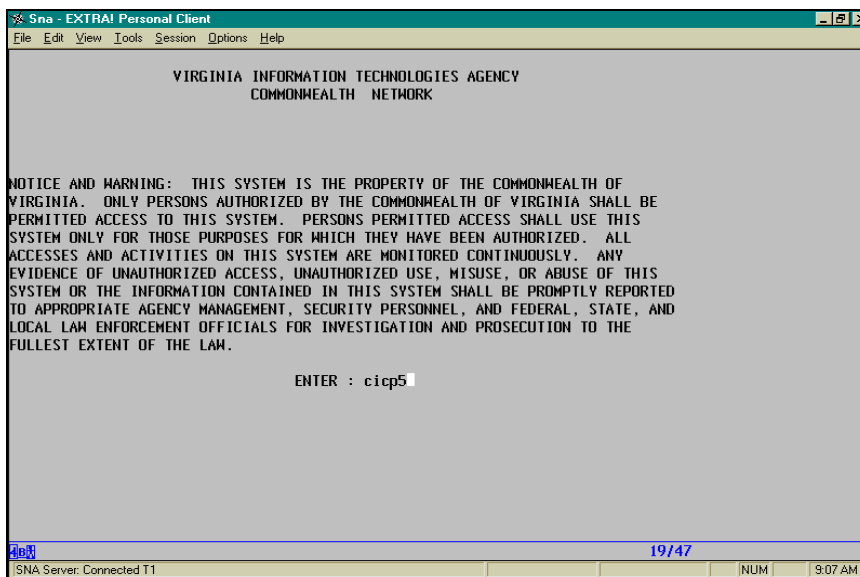 Sna - EXTRA! Personal Client
File Edit View Tools Session Options Help
VIRGINIA INFORMATION TECHNOLOGIES AGENCY
COMMONWEALTH NETWORK
NOTICE AND WARNING: THIS SYSTEM IS THE PROPERTY OF THE COMMONWEALTH OF
VIRGINIA. ONLY PERSONS AUTHORIZED BY THE COMMONWEALTH OF VIRGINIA SHALL BE
PERMITTED ACCESS TO THIS SYSTEM. PERSONS PERMITTED ACCESS SHALL USE THIS
SYSTEM ONLY FOR THOSE PURPOSES FOR WHICH THEY HAVE BEEN AUTHORIZED. ALL
ACCESSES AND ACTIVITIES ON THIS SYSTEM ARE MONITORED CONTINUOUSLY. ANY
EVIDENCE OF UNAUTHORIZED ACCESS, UNAUTHORIZED USE, MISUSE, OR ABUSE OF THIS
SYSTEM OR THE INFORMATION CONTAINED IN THIS SYSTEM SHALL BE PROMPTLY REPORTED
TO APPROPRIATE AGENCY MANAGEMENT, SECURITY PERSONNEL, AND FEDERAL, STATE, AND
LOCAL LAW ENFORCEMENT OFFICIALS FOR INVESTIGATION AND PROSECUTION TO THE
FULLEST EXTENT OF THE LAW.
ENTER : cicp5
19/47
SNA Server: Connected T1 NUM 9:07 AM